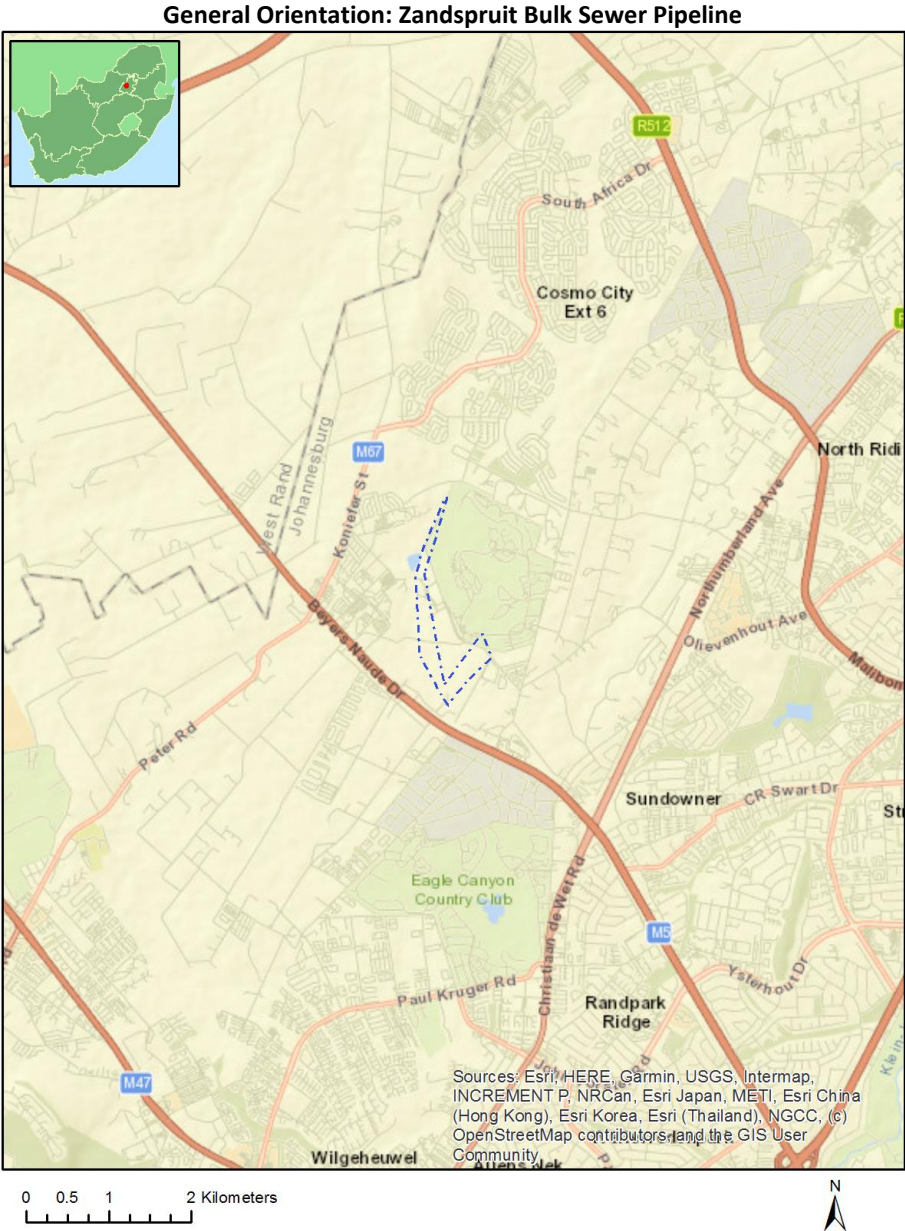 General Orientation: Zandspruit Bulk Sewer Pipeline
R512
South Africa Dr
Cosmo City
Ext 6
North Ridi
M67
West Rand
Johannesburg
Koniefer St
Northumberland Ave
Olievenhout Ave
Beyers Naude Dr
Malibon
Peter Rd
Sundowner
CR Swart Dr
Str
Eagle Canyon
Country Club
Christiaan de Wet Rd
M5
Ysterhout Dr
Paul Kruger Rd
Randpark
Ridge
Klein
M47
Sources: Esri, HERE, Garmin, USGS, Intermap,
INCREMENT P, NRCan, Esri Japan, METI, Esri China
(Hong Kong), Esri Korea, Esri (Thailand), NGCC, (c)
OpenStreetMap contributors, and the GIS User
Community
Wilgeheuwel
Allens Nek
0 0.5 1 2 Kilometers
N